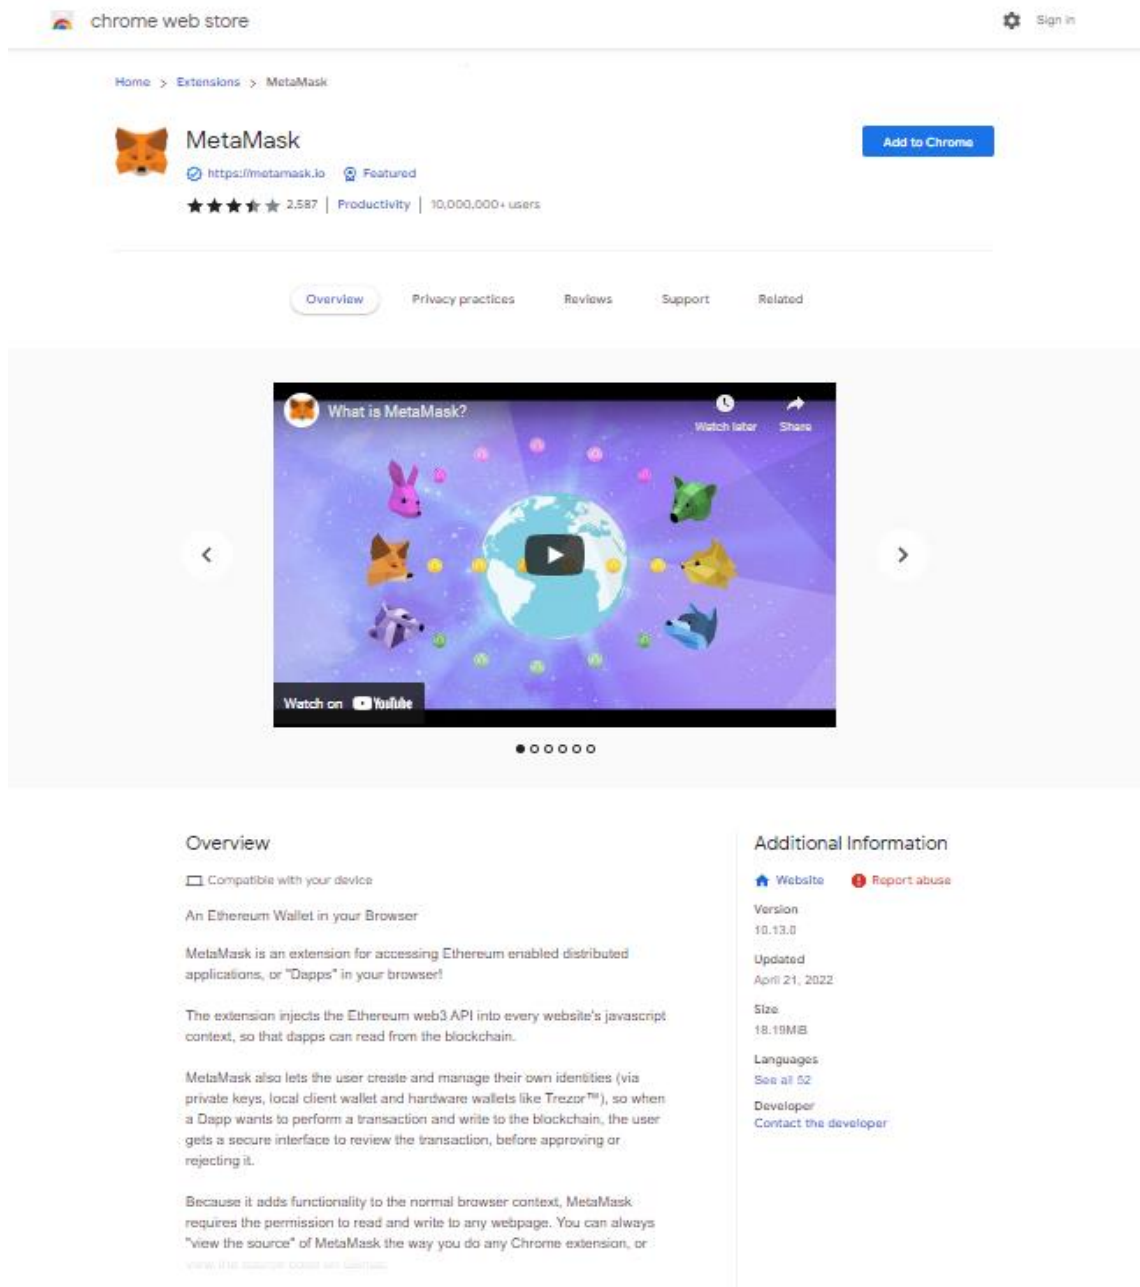 chrome web store
Sign in
Home > Extensions > MetaMask
MetaMask
Add to Chrome
https://metamask.io Featured
2,587 | Productivity | 10,000,000+ users
Overview Privacy practices Reviews Support Related
What is MetaMask?
Watch later Share
Watch on YouTube
Overview
Compatible with your device
An Ethereum Wallet in your Browser
MetaMask is an extension for accessing Ethereum enabled distributed
applications, or "Dapps" in your browser!
The extension injects the Ethereum web3 API into every website's javascript
context, so that dapps can read from the blockchain.
MetaMask also lets the user create and manage their own identities (via
private keys, local client wallet and hardware wallets like Trezor™), so when
a Dapp wants to perform a transaction and write to the blockchain, the user
gets a secure interface to review the transaction, before approving or
rejecting it.
Because it adds functionality to the normal browser context, MetaMask
requires the permission to read and write to any webpage. You can always
"view the source" of MetaMask the way you do any Chrome extension, or
Additional Information
Website Report abuse
Version
10.13.0
Updated
April 21, 2022
Size
18.19MiB
Languages
See all 52
Developer
Contact the developer